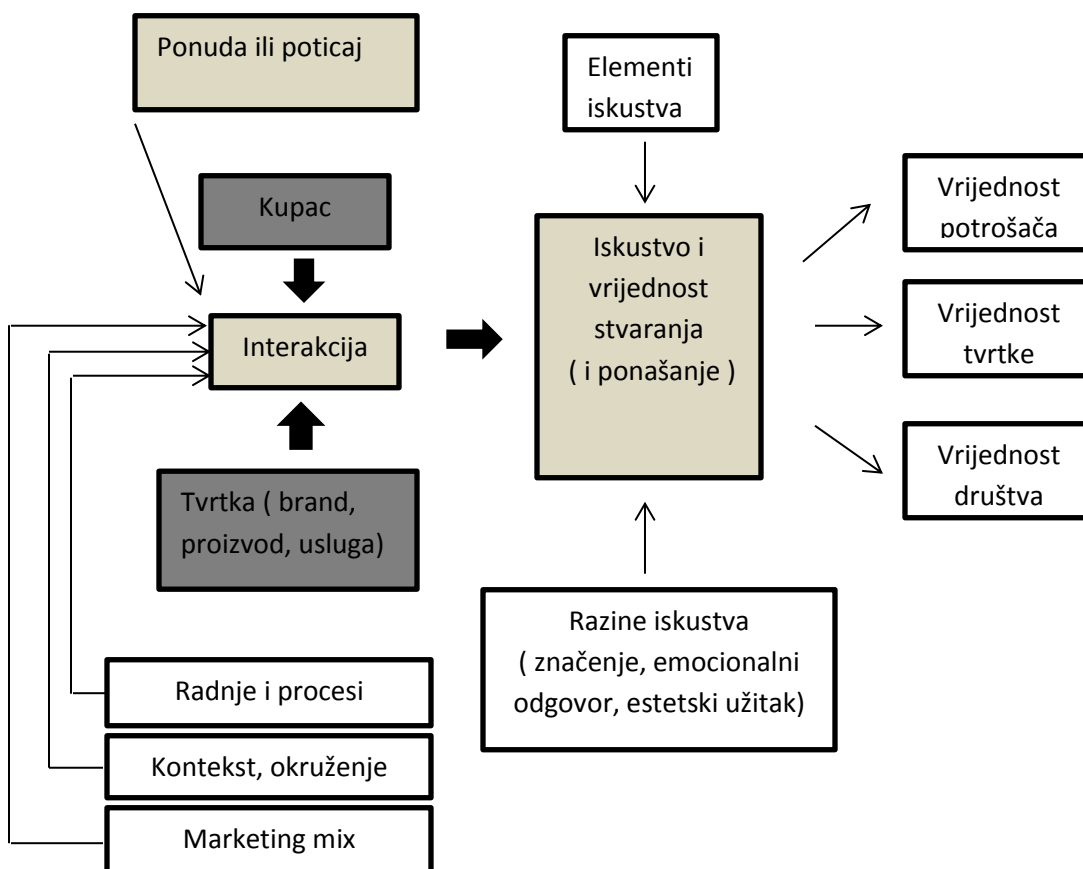 Ponuda ili poticaj
Elementi
iskustva
Kupac
Interakcija
Tvrtka ( brand,
proizvod, usluga)
Iskustvo i
vrijednost
stvaranja
( i ponašanje )
Vrijednost
potrošača
Vrijednost
tvrtke
Vrijednost
društva
Razine iskustva
( značenje, emocionalni
odgovor, estetski užitak)
Radnje i procesi
Kontekst, okruženje
Marketing mix